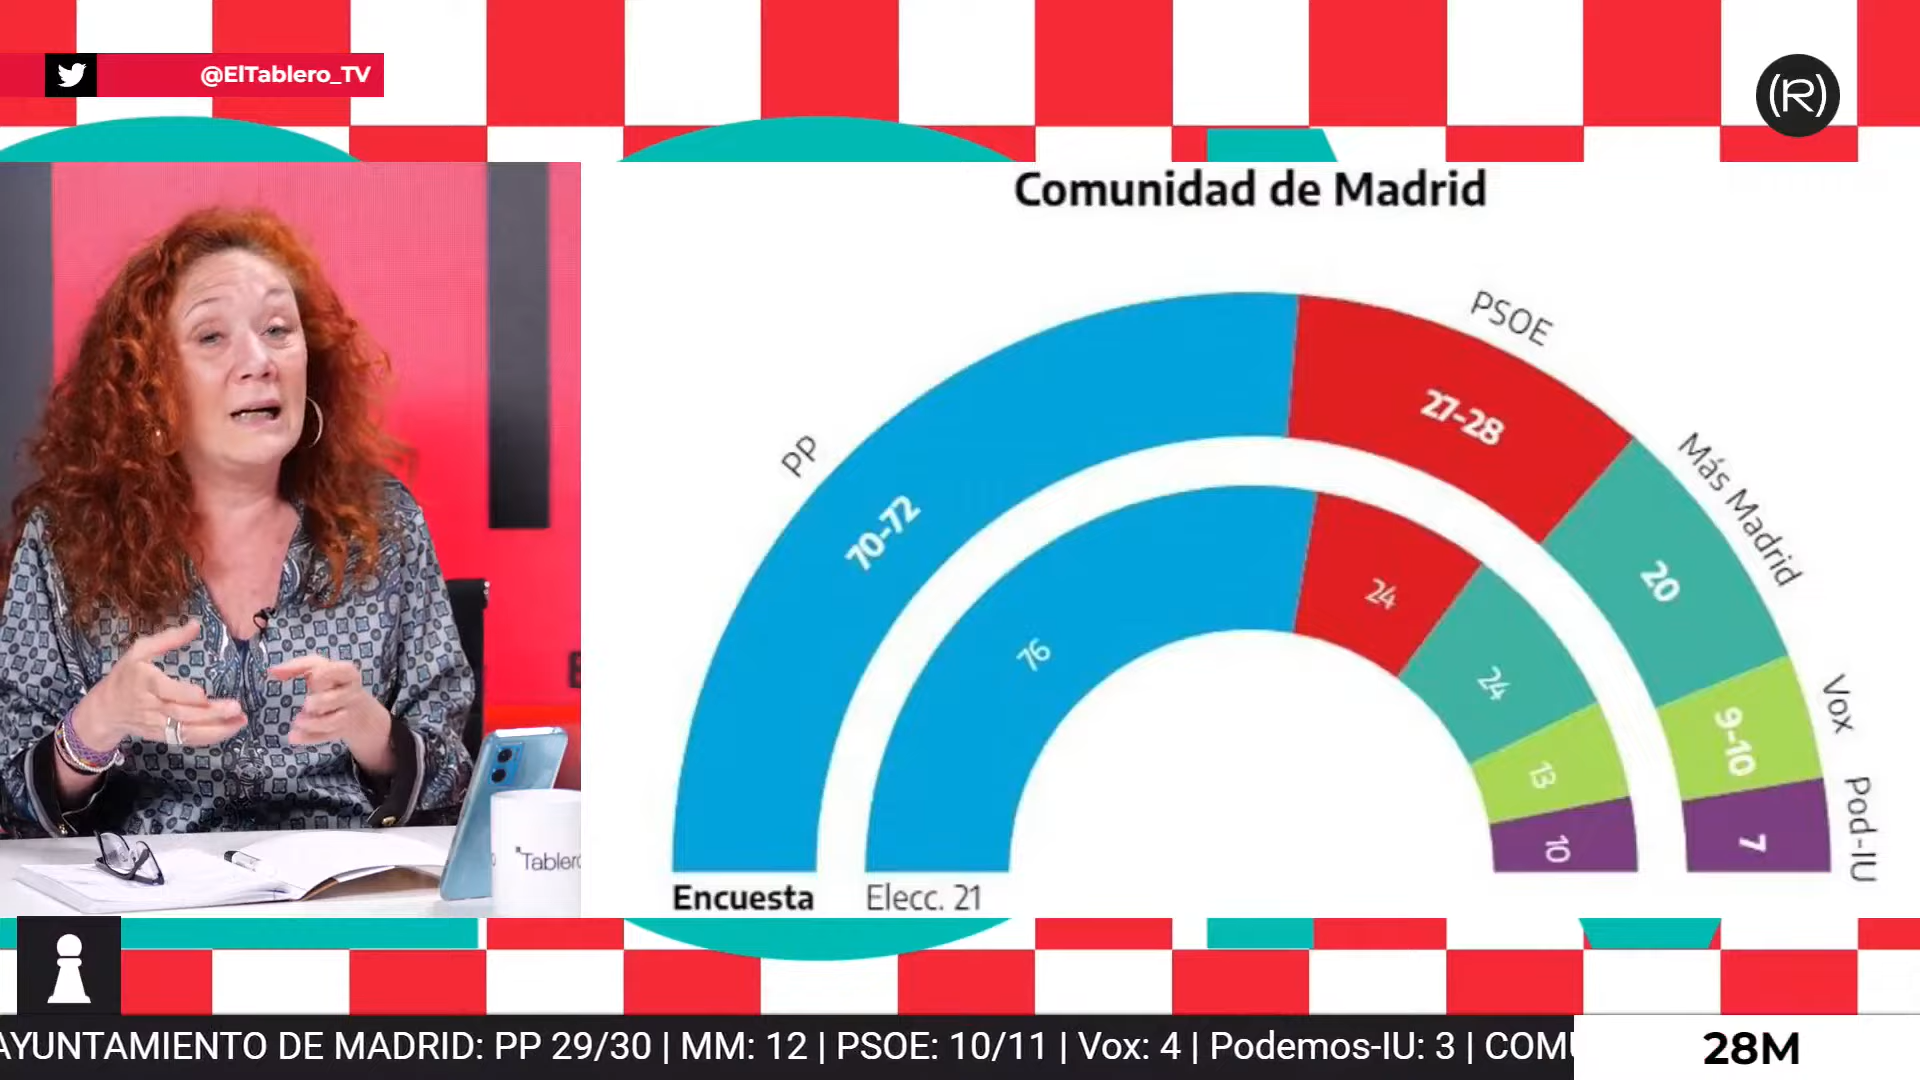 @ElTablero_TV
(R)
Comunidad de Madrid
PSOE
27-28
PP
70-72
Más Madrid
20
24
76
24
Vox
9-10
13
Pod-IU
7
10
Encuesta
Elecc. 21
Tablero
AYUNTAMIENTO DE MADRID: PP 29/30 | MM: 12 | PSOE: 10/11 | Vox: 4 | Podemos-IU: 3 | COMU
28M